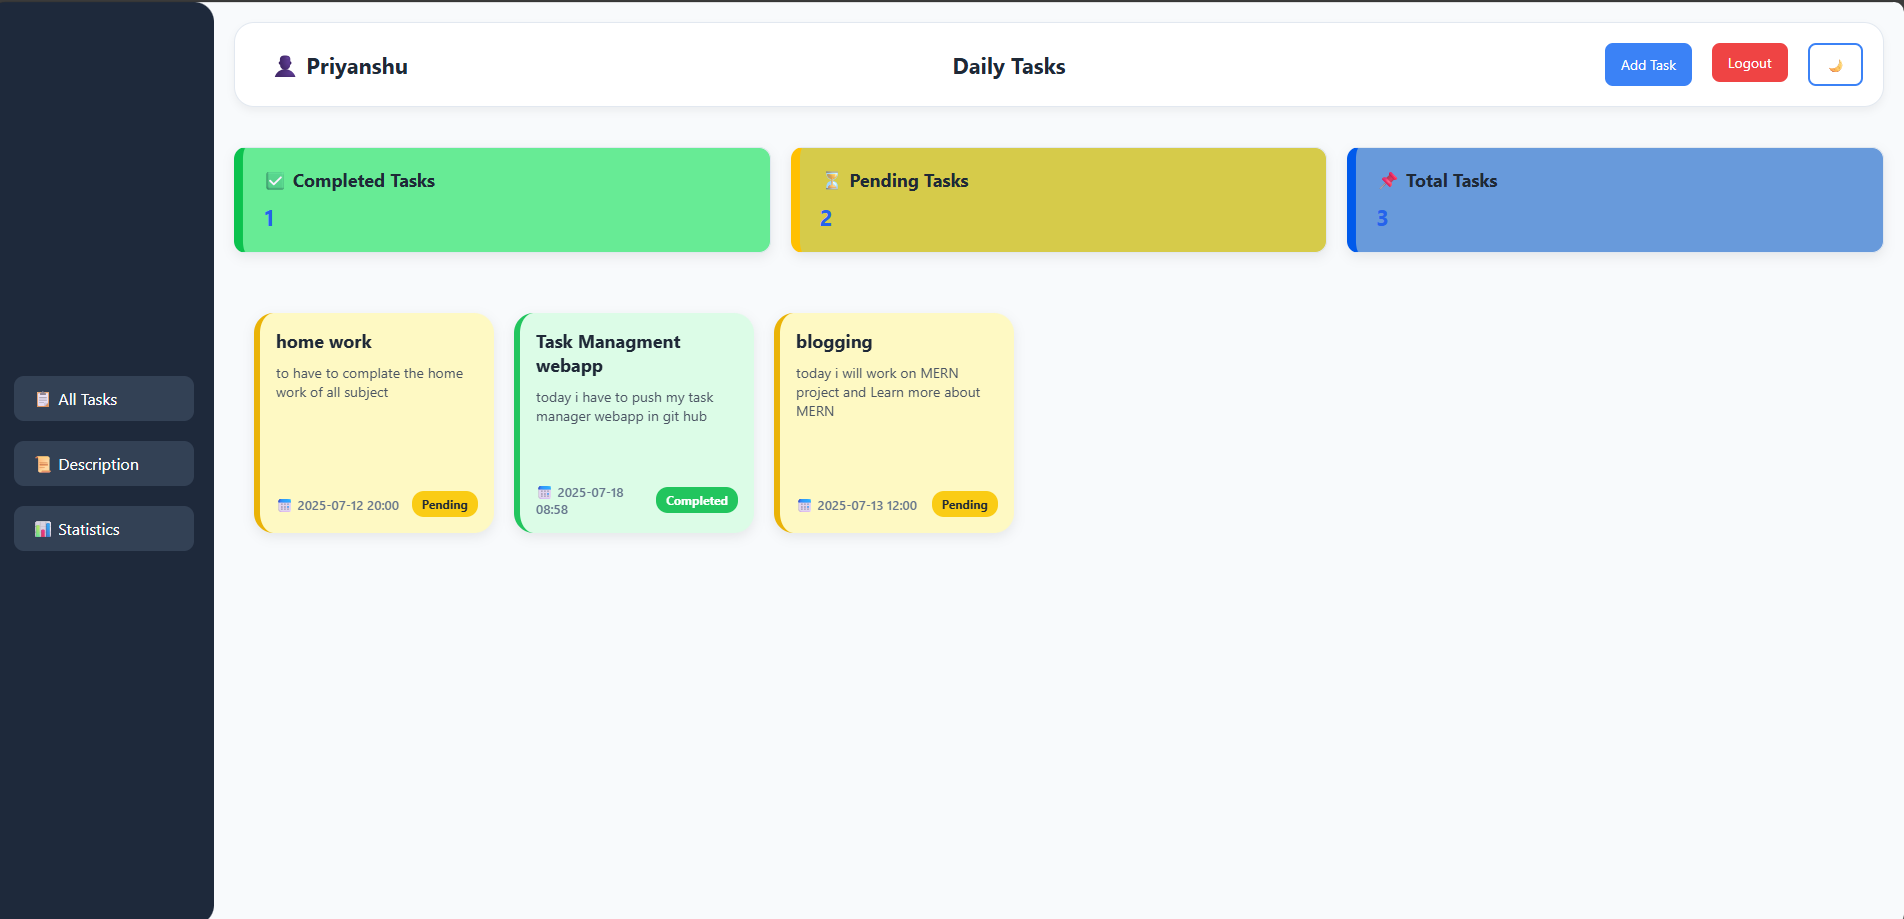 Priyanshu
Daily Tasks
Add Task
Logout
Completed Tasks
1
Pending Tasks
2
Total Tasks
3
All Tasks
Description
Statistics
home work
to have to complate the home
work of all subject
2025-07-12 20:00
Pending
Task Managment
webapp
today i have to push my task
manager webapp in git hub
2025-07-18
08:58
Completed
blogging
today i will work on MERN
project and Learn more about
MERN
2025-07-13 12:00
Pending